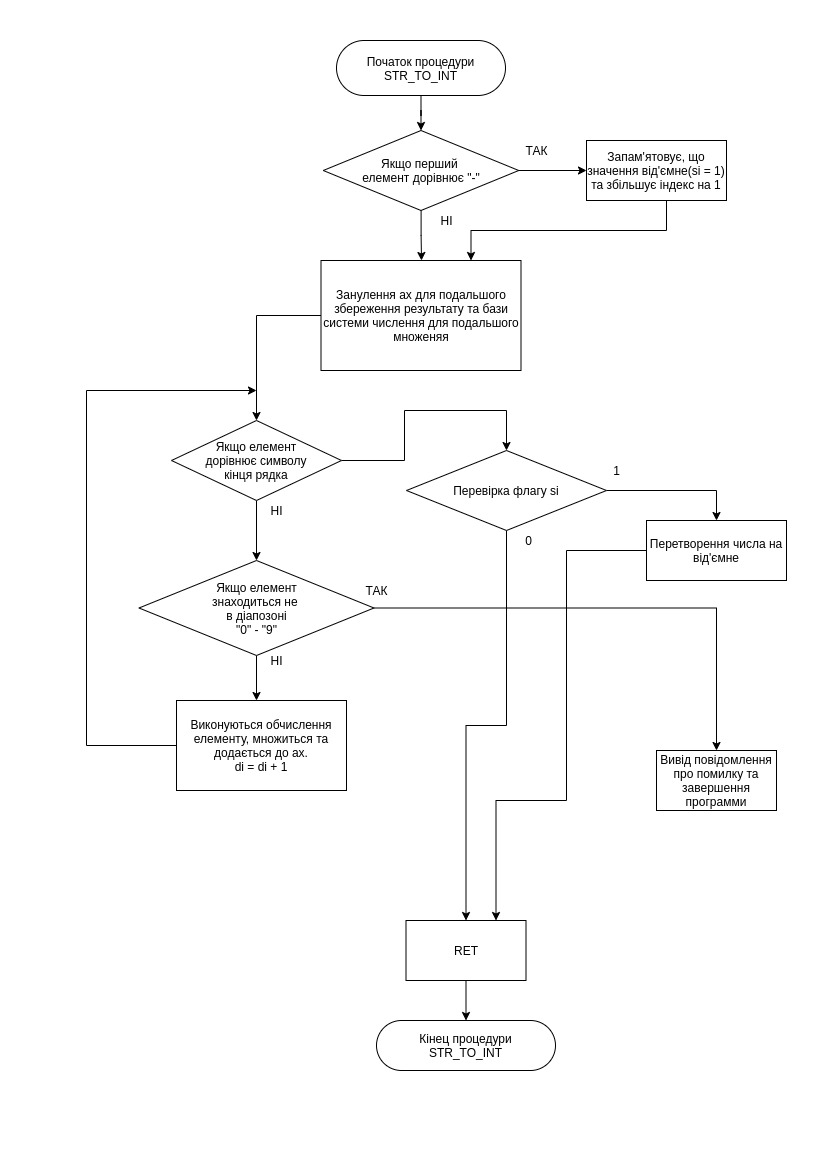 Початок процедури
STR_TO_INT
Якщо перший
елемент дорівнює "-"
ТАК
Запам'ятовує, що
значення від'ємне(si = 1)
та збільшує індекс на 1
НІ
Занулення ах для подальшого
збереження результату та бази
системи числення для подальшого
множеняя
Якщо елемент
дорівнює символу
кінця рядка
НІ
Перевірка флагу si
1
0
Перетворення числа на
від'ємне
Якщо елемент
знаходиться не
в діапозоні
"0" - "9"
ТАК
НІ
Виконуються обчислення
елементу, множиться та
додається до ах.
di = di + 1
Вивід повідомлення
про помилку та
завершення
программи
RET
Кінец процедури
STR_TO_INT